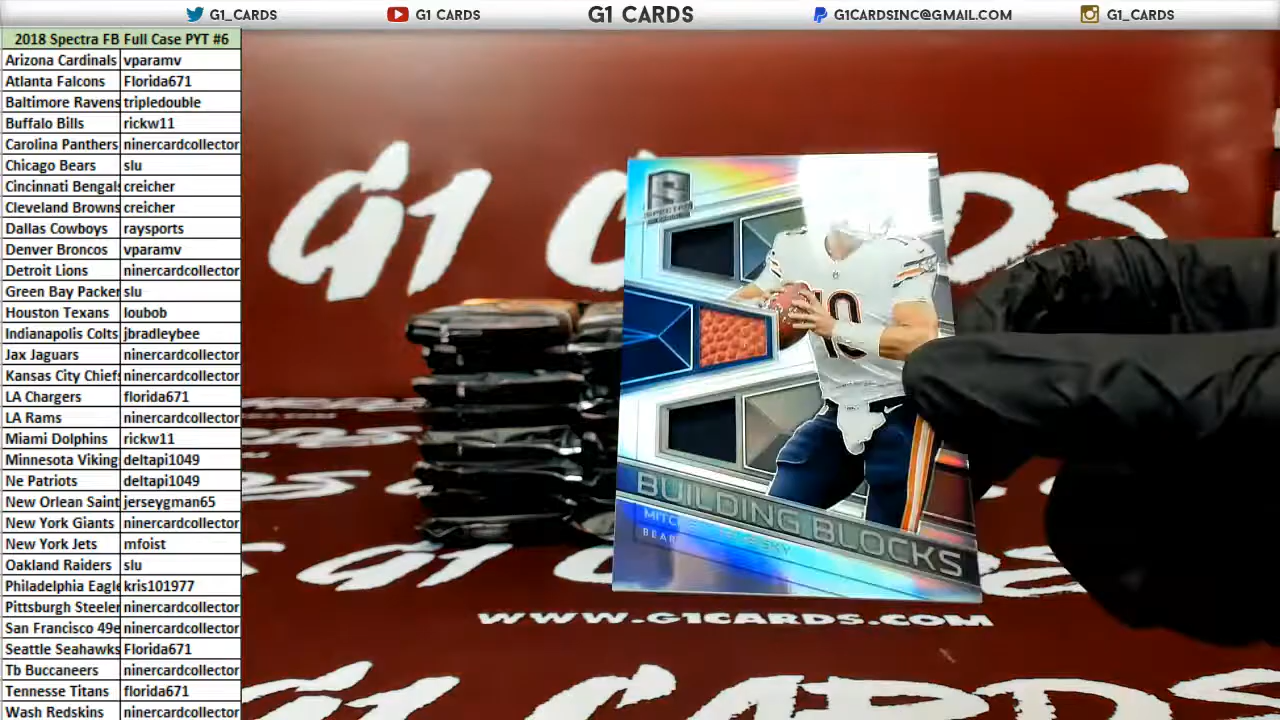 G1_CARDS
G1 CARDS
G1 CARDS
G1CARDSINC@GMAIL.COM
G1_CARDS
2018 Spectra FB Full Case PYT #6
Arizona Cardinals vparamv
Atlanta Falcons Florida671
Baltimore Ravens tripledouble
Buffalo Bills rickw11
Carolina Panthers ninercardcollector
Chicago Bears slu
Cincinnati Bengals creicher
Cleveland Browns creicher
Dallas Cowboys raysports
Denver Broncos vparamv
Detroit Lions ninercardcollector
Green Bay Packer slu
Houston Texans loubob
Indianapolis Colts jbradleybee
Jax Jaguars ninercardcollector
Kansas City Chiefs ninercardcollector
LA Chargers florida671
LA Rams ninercardcollector
Miami Dolphins rickw11
Minnesota Viking deltapi1049
Ne Patriots deltapi1049
New Orlean Saint jerseygman65
New York Giants ninercardcollector
New York Jets mfoist
Oakland Raiders slu
Philadelphia Eagle kris101977
Pittsburgh Steeler ninercardcollector
San Francisco 49e ninercardcollector
Seattle Seahawks Florida671
Tb Buccaneers ninercardcollector
Tennesse Titans florida671
Wash Redskins ninercardcollector
G1 C DS
SPECTRA
10
BUILDING BLOCKS
BEAR
WWW.G1CARDS.COM
G1 CARDS